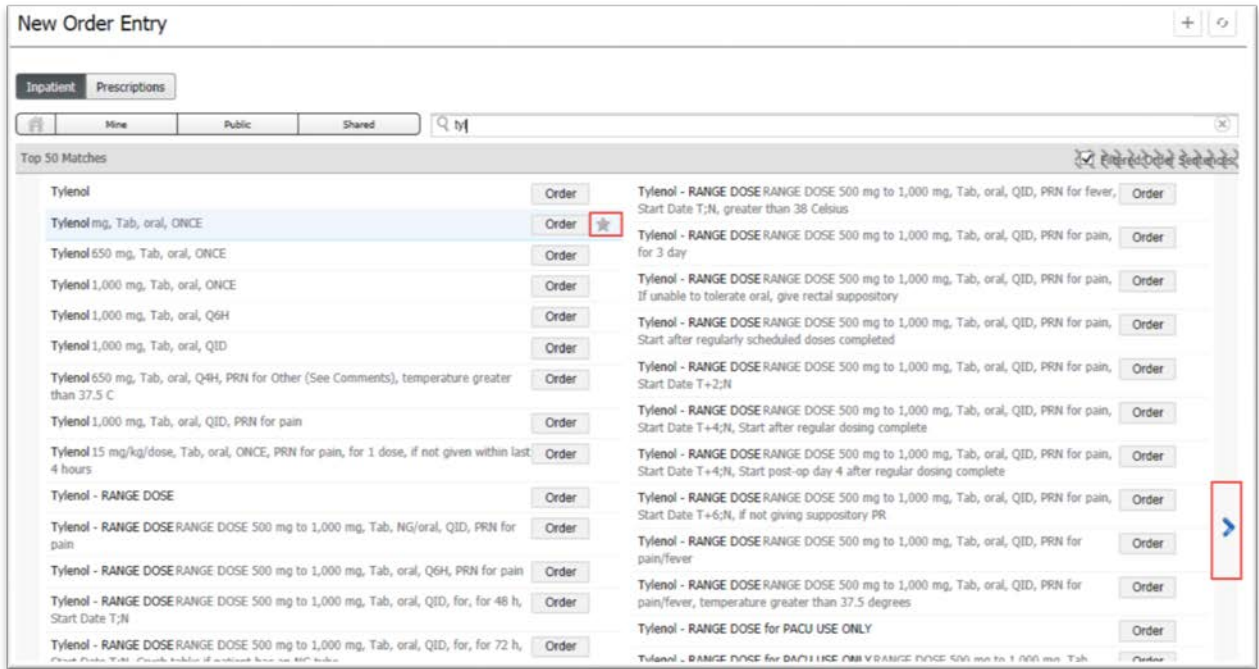 New Order Entry
Inpatient Prescriptions
Mine Public Shared tyl
Top 50 Matches Filtered Order Sentences
Tylenol Order
Tylenol mg, Tab, oral, ONCE Order
Tylenol 650 mg, Tab, oral, ONCE Order
Tylenol 1,000 mg, Tab, oral, ONCE Order
Tylenol 1,000 mg, Tab, oral, Q6H Order
Tylenol 1,000 mg, Tab, oral, QID Order
Tylenol 650 mg, Tab, oral, Q4H, PRN for Other (See Comments), temperature greater Order
than 37.5 C
Tylenol 1,000 mg, Tab, oral, QID, PRN for pain Order
Tylenol 15 mg/kg/dose, Tab, oral, ONCE, PRN for pain, for 1 dose, if not given within last Order
4 hours
Tylenol - RANGE DOSE Order
Tylenol - RANGE DOSE RANGE DOSE 500 mg to 1,000 mg, Tab, NG/oral, QID, PRN for Order
pain
Tylenol - RANGE DOSE RANGE DOSE 500 mg to 1,000 mg, Tab, oral, Q6H, PRN for pain Order
Tylenol - RANGE DOSE RANGE DOSE 500 mg to 1,000 mg, Tab, oral, QID, for, for 48 h, Order
Start Date T;N
Tylenol - RANGE DOSE RANGE DOSE 500 mg to 1,000 mg, Tab, oral, QID, for, for 72 h, Order
Tylenol - RANGE DOSE RANGE DOSE 500 mg to 1,000 mg, Tab, oral, QID, PRN for fever, Order
Start Date T;N, greater than 38 Celsius
Tylenol - RANGE DOSE RANGE DOSE 500 mg to 1,000 mg, Tab, oral, QID, PRN for pain, Order
for 3 day
Tylenol - RANGE DOSE RANGE DOSE 500 mg to 1,000 mg, Tab, oral, QID, PRN for pain, Order
If unable to tolerate oral, give rectal suppository
Tylenol - RANGE DOSE RANGE DOSE 500 mg to 1,000 mg, Tab, oral, QID, PRN for pain, Order
Start after regularly scheduled doses completed
Tylenol - RANGE DOSE RANGE DOSE 500 mg to 1,000 mg, Tab, oral, QID, PRN for pain, Order
Start Date T+2;N
Tylenol - RANGE DOSE RANGE DOSE 500 mg to 1,000 mg, Tab, oral, QID, PRN for pain, Order
Start Date T+4;N, Start after regular dosing complete
Tylenol - RANGE DOSE RANGE DOSE 500 mg to 1,000 mg, Tab, oral, QID, PRN for pain, Order
Start Date T+4;N, Start post-op day 4 after regular dosing complete
Tylenol - RANGE DOSE RANGE DOSE 500 mg to 1,000 mg, Tab, oral, QID, PRN for pain, Order
Start Date T+6;N, if not giving suppository PR
Tylenol - RANGE DOSE RANGE DOSE 500 mg to 1,000 mg, Tab, oral, QID, PRN for Order
pain/fever
Tylenol - RANGE DOSE RANGE DOSE 500 mg to 1,000 mg, Tab, oral, QID, PRN for Order
pain/fever, temperature greater than 37.5 degrees
Tylenol - RANGE DOSE for PACU USE ONLY Order
Tylenol - RANGE DOSE for PACU USE ONLY RANGE DOSE 500 mg to 1,000 mg, Tab Order